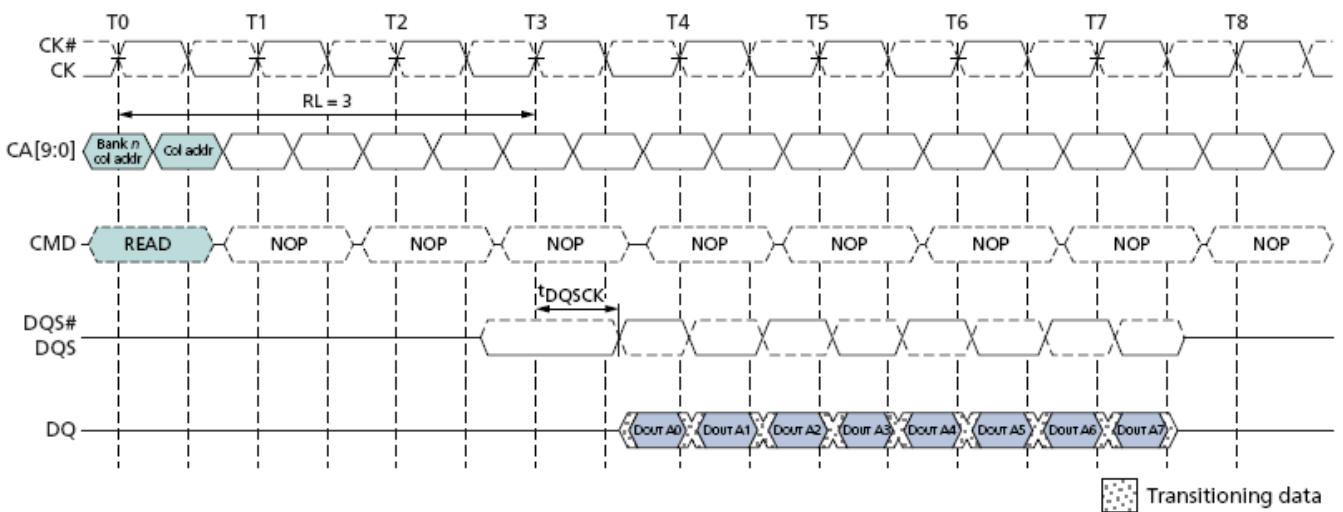 T0 T1 T2 T3 T4 T5 T6 T7 T8
CK#
CK
RL = 3
CA[9:0] Bank n col addr Col addr
CMD READ NOP NOP NOP NOP NOP NOP NOP NOP
tDQSCK
DQS#
DQS
DQ DOUT A0 DOUT A1 DOUT A2 DOUT A3 DOUT A4 DOUT A5 DOUT A6 DOUT A7
Transitioning data